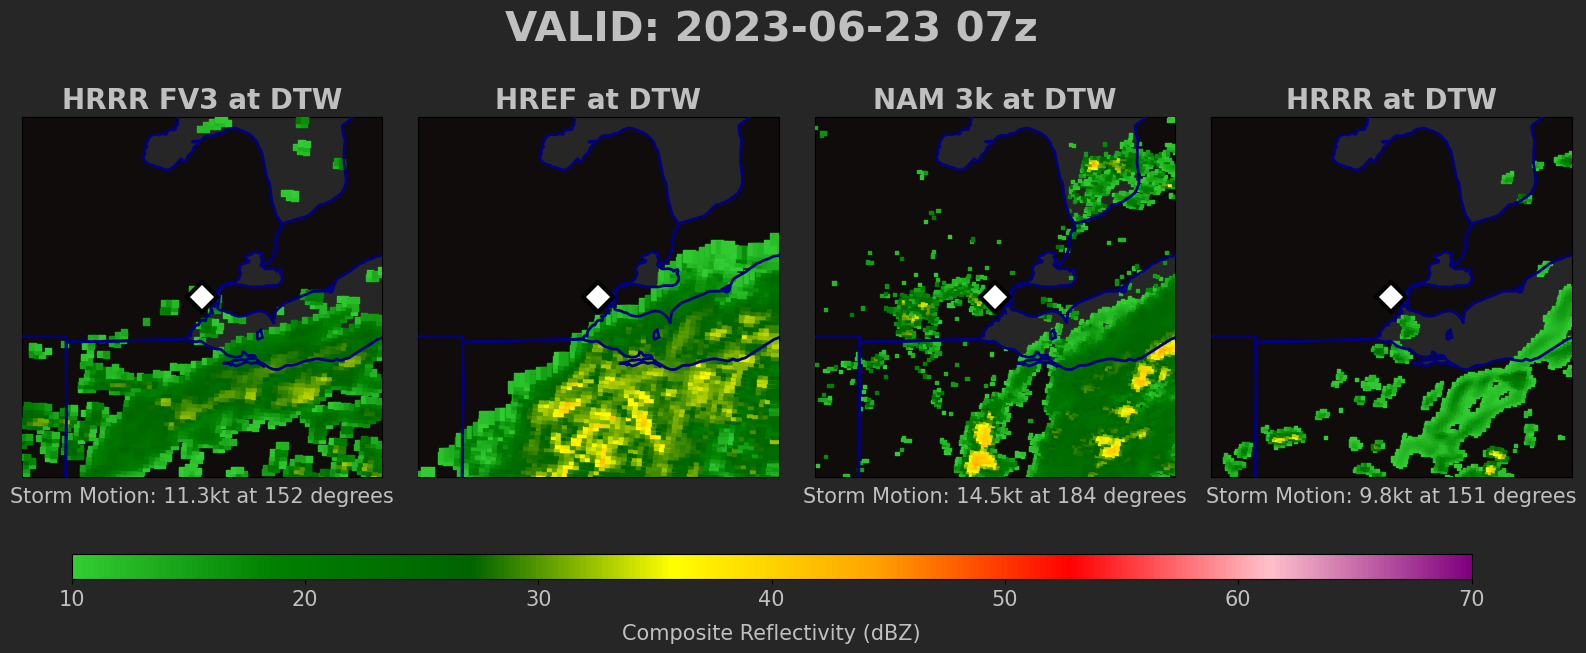 VALID: 2023-06-23 07z
HRRR FV3 at DTW
HREF at DTW
NAM 3k at DTW
HRRR at DTW
Storm Motion: 11.3kt at 152 degrees
Storm Motion: 14.5kt at 184 degrees
Storm Motion: 9.8kt at 151 degrees
10 20 30 40 50 60 70
Composite Reflectivity (dBZ)